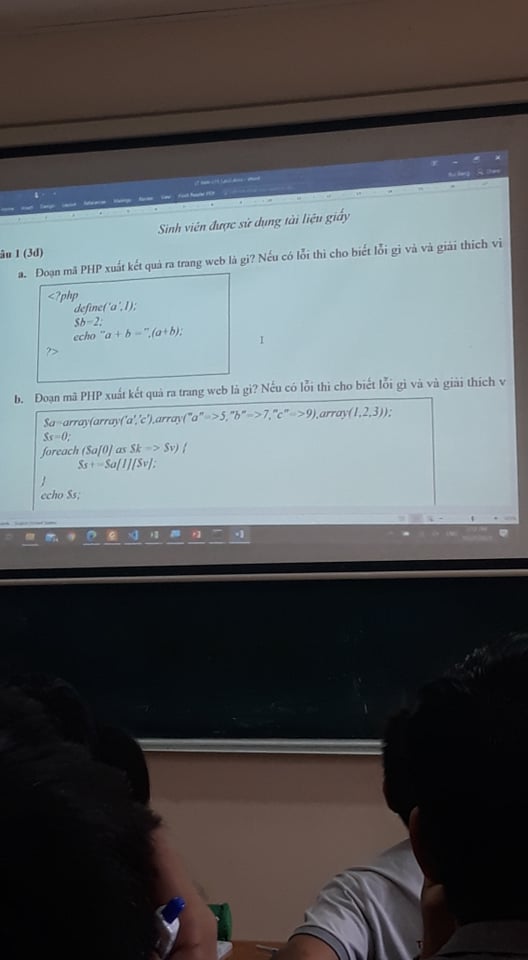 Sinh viên được sử dụng tài liệu giấy
âu 1 (3đ)
a. Đoạn mã PHP xuất kết quả ra trang web là gì? Nếu có lỗi thì cho biết lỗi gì và và giải thích vì
<?php
define('a',1);
$b=2;
echo "a + b =".(a+b);
?>
b. Đoạn mã PHP xuất kết quả ra trang web là gì? Nếu có lỗi thì cho biết lỗi gì và và giải thích v
$a=array(array('a','c'),array("a"=>5,"b"=>7,"c"=>9),array(1,2,3));
$s=0;
foreach ($a[0] as $k => $v) {
$s+=$a[1][$v];
}
echo $s;